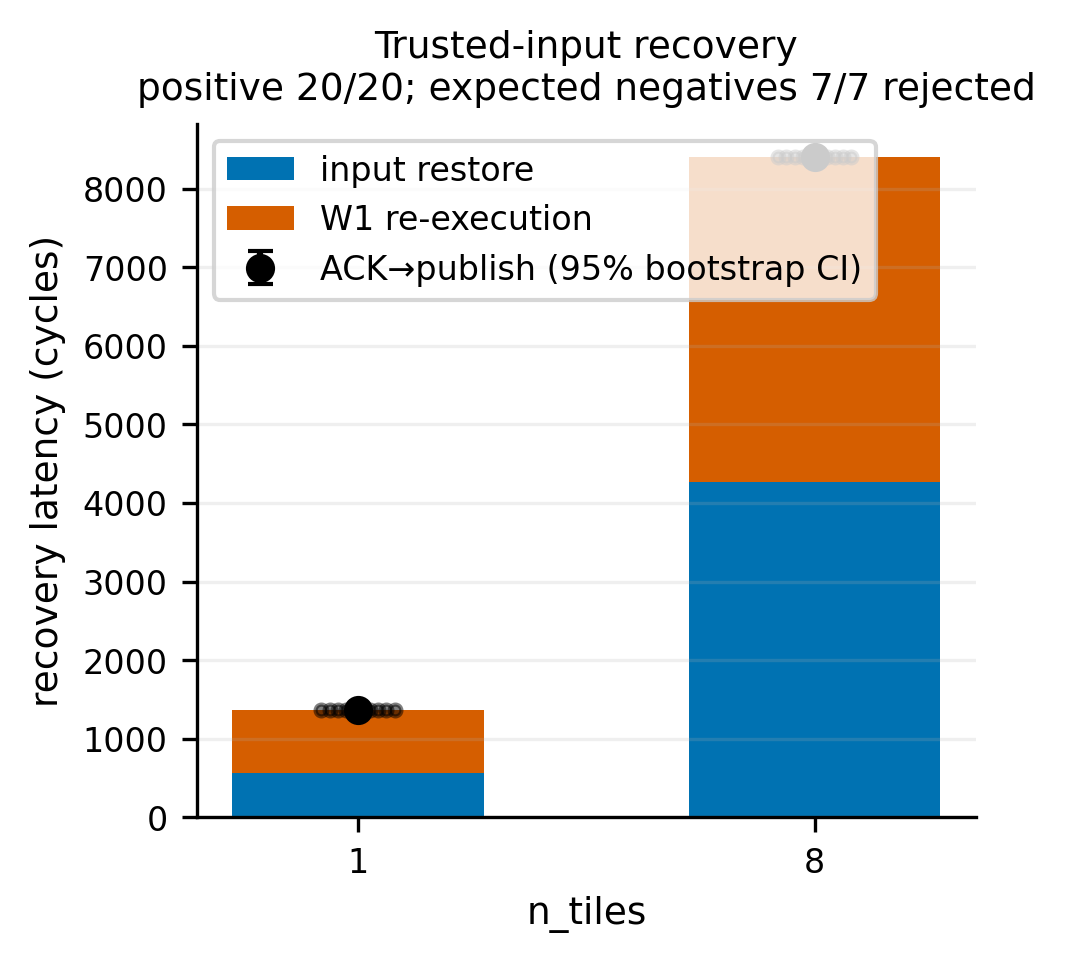 Trusted-input recovery
positive 20/20; expected negatives 7/7 rejected
input restore
W1 re-execution
ACK→publish (95% bootstrap CI)
recovery latency (cycles)
8000
7000
6000
5000
4000
3000
2000
1000
0
1
8
n_tiles